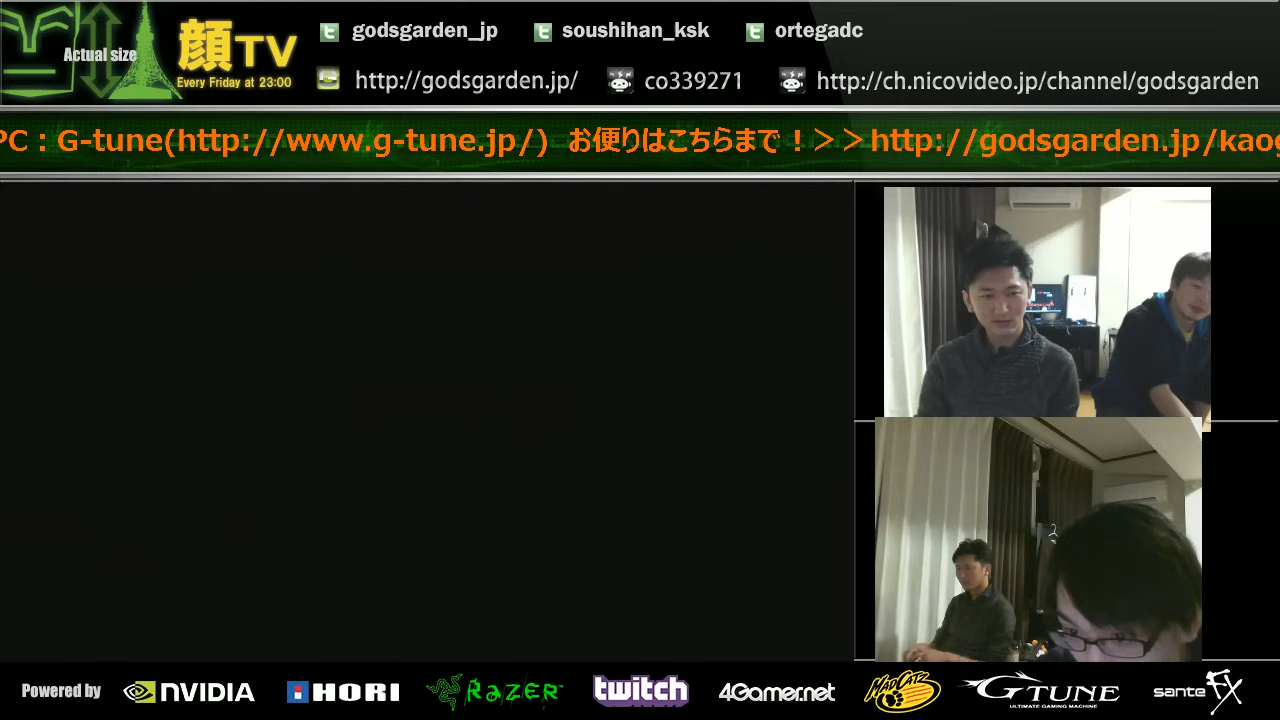 Actual size
顔TV
Every Friday at 23:00
godsgarden_jp soushihan_ksk ortegadc
http://godsgarden.jp/ co339271 http://ch.nicovideo.jp/channel/godsgarden
PC：G-tune(http://www.g-tune.jp/) お便りはこちらまで！＞＞http://godsgarden.jp/kaog
Powered by NVIDIA HORI RAZER twitch 4Gamer.net MAD CATZ G TUNE ULTIMATE GAMING MACHINE sante FX